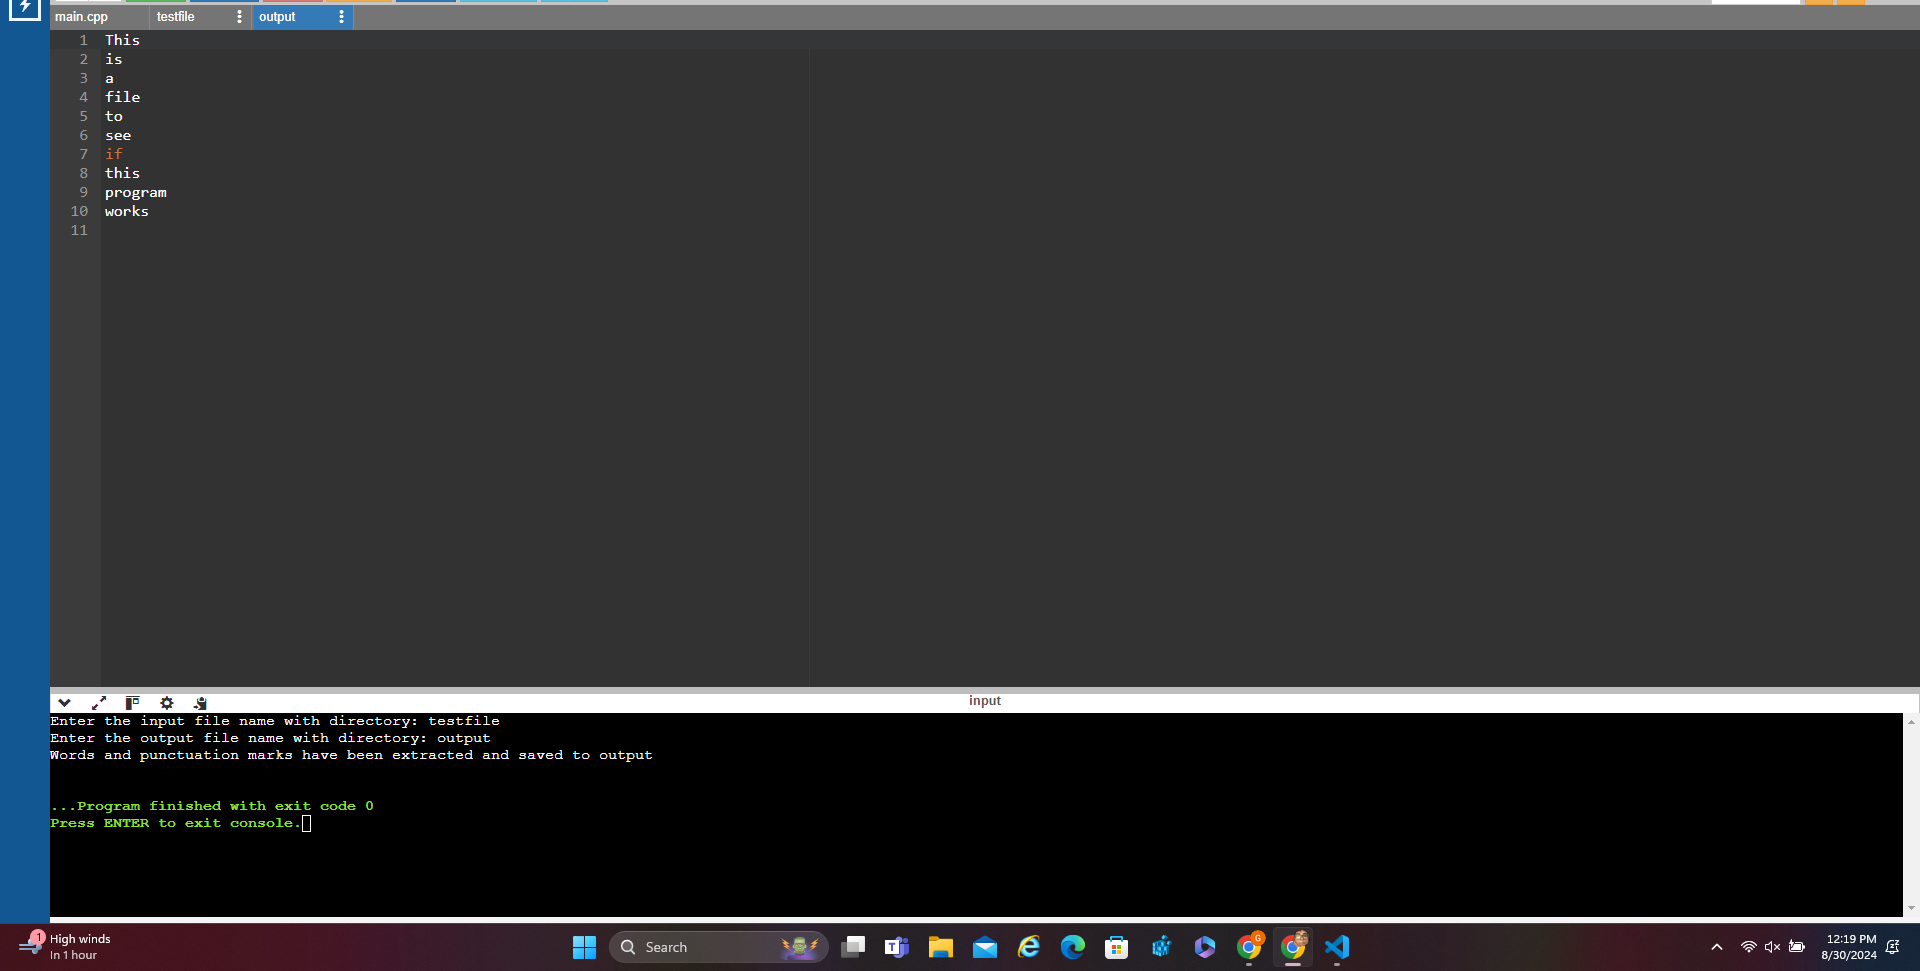 main.cpp testfile output
1 This
2 is
3 a
4 file
5 to
6 see
7 if
8 this
9 program
10 works
11
input
Enter the input file name with directory: testfile
Enter the output file name with directory: output
Words and punctuation marks have been extracted and saved to output
...Program finished with exit code 0
Press ENTER to exit console.
1 High winds
In 1 hour
Search
G
12:19 PM
8/30/2024